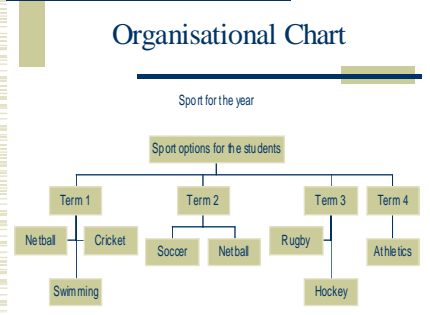 Organisational Chart
Sport for the year
Sport options for the students
Term 1
Term 2
Term 3
Term 4
Netball
Cricket
Swimming
Soccer
Netball
Rugby
Hockey
Athletics